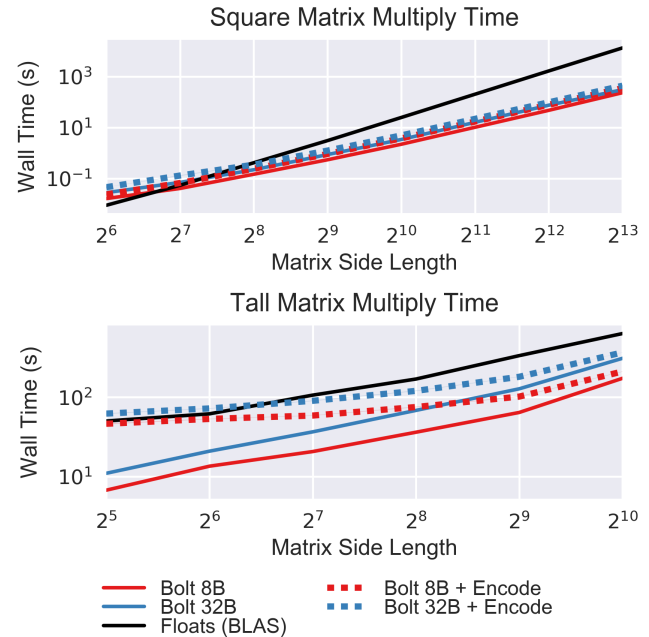 Square Matrix Multiply Time
Wall Time (s)
10³
10¹
10⁻¹
2⁶ 2⁷ 2⁸ 2⁹ 2¹⁰ 2¹¹ 2¹² 2¹³
Matrix Side Length
Tall Matrix Multiply Time
Wall Time (s)
10²
10¹
2⁵ 2⁶ 2⁷ 2⁸ 2⁹ 2¹⁰
Matrix Side Length
Bolt 8B
Bolt 32B
Floats (BLAS)
Bolt 8B + Encode
Bolt 32B + Encode